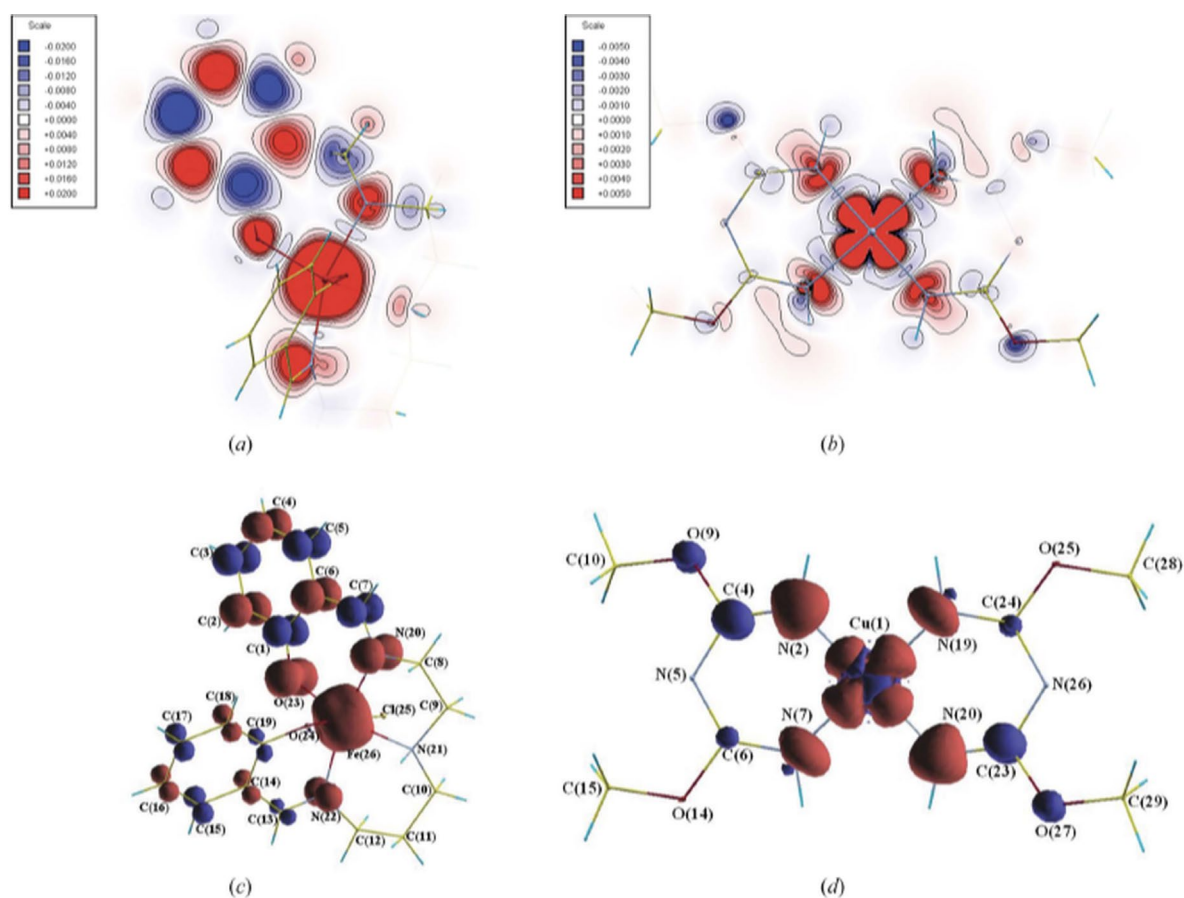 Scale
-0.0200
-0.0160
-0.0120
-0.0080
-0.0040
+0.0000
+0.0040
+0.0080
+0.0120
+0.0160
+0.0200
Scale
-0.0050
-0.0040
-0.0030
-0.0020
-0.0010
+0.0000
+0.0010
+0.0020
+0.0030
+0.0040
+0.0050
(a)
(b)
C(4)
C(5)
C(3)
C(6)
C(7)
C(2)
C(1)
N(20)
C(8)
O(23)
C(9)
C(18)
Cl(25)
C(17)
C(19)
O(24)
Fe(26)
N(21)
C(14)
C(10)
C(16)
N(22)
C(15)
C(13)
C(12)
C(11)
(c)
O(9)
O(25)
C(10)
C(28)
C(4)
C(24)
Cu(1)
N(2)
N(19)
N(5)
N(26)
N(7)
N(20)
C(6)
C(23)
C(15)
C(29)
O(14)
O(27)
(d)